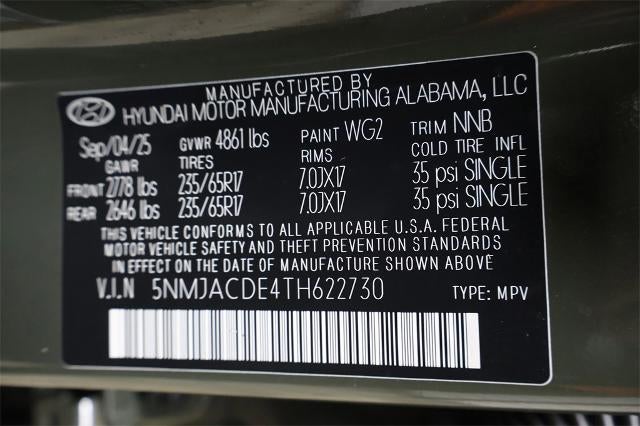 MANUFACTURED BY
HYUNDAI MOTOR MANUFACTURING ALABAMA, LLC
Sep/04/25 GVWR 4861 lbs PAINT WG2 TRIM NNB
GAWR TIRES RIMS COLD TIRE INFL
FRONT 2778 lbs 235/65R17 7.0JX17 35 psi SINGLE
REAR 2646 lbs 235/65R17 7.0JX17 35 psi SINGLE
THIS VEHICLE CONFORMS TO ALL APPLICABLE U.S.A. FEDERAL
MOTOR VEHICLE SAFETY AND THEFT PREVENTION STANDARDS
IN EFFECT ON THE DATE OF MANUFACTURE SHOWN ABOVE
V.I.N 5NMJACDE4TH622730 TYPE: MPV